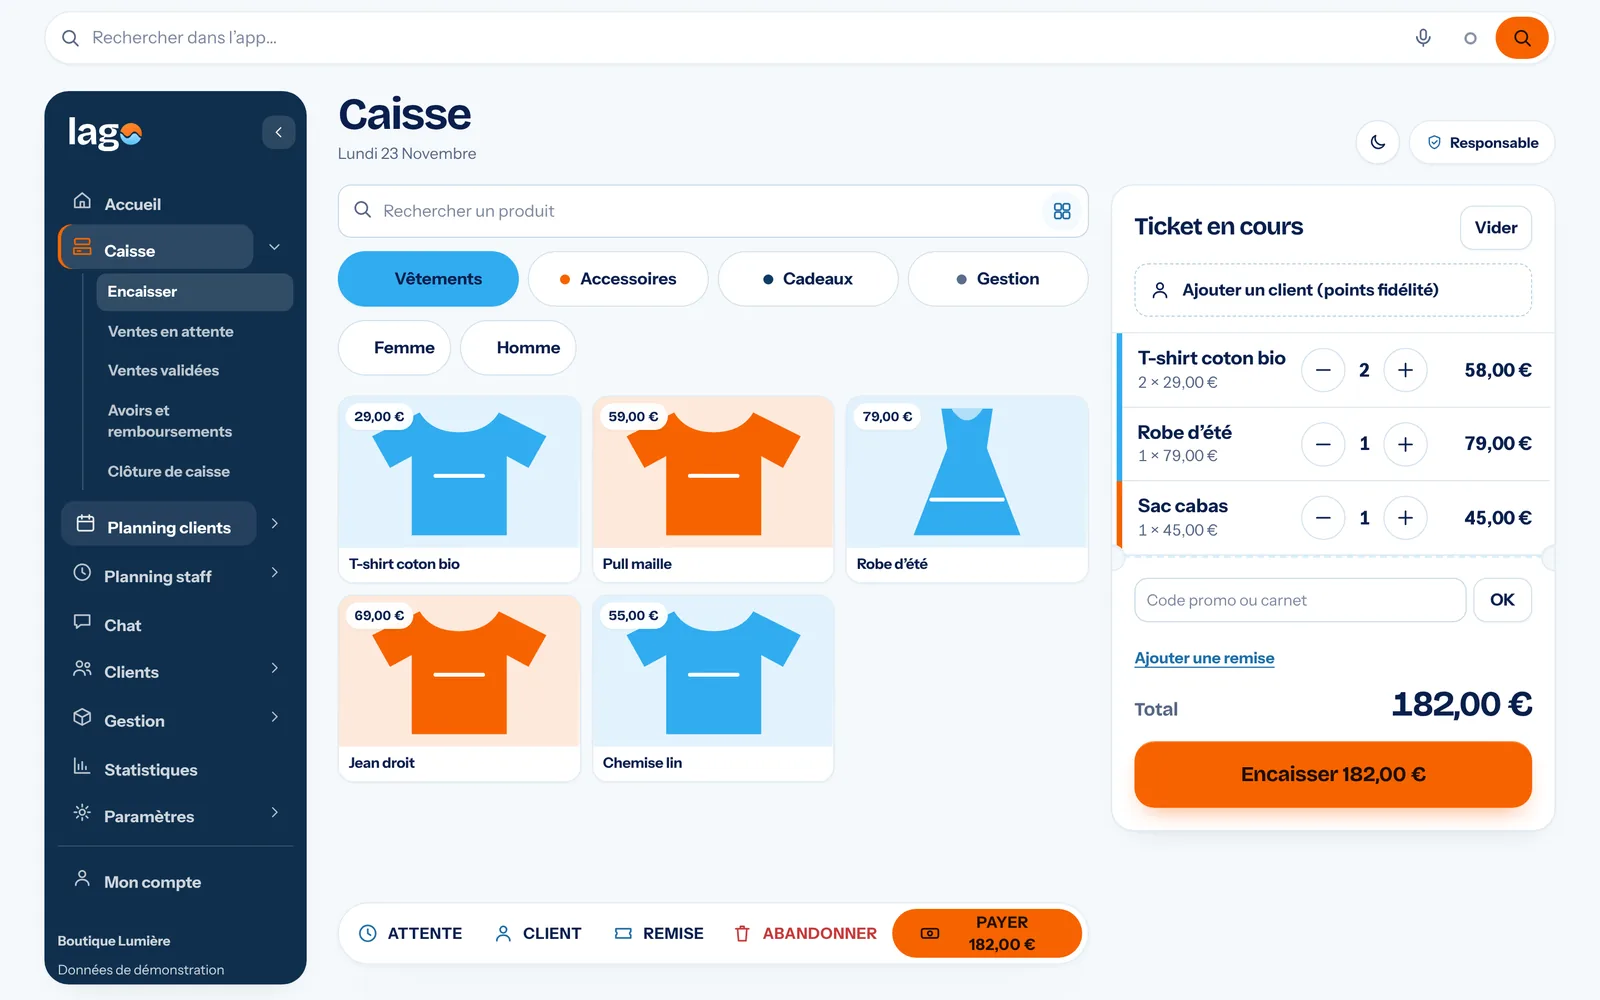 Rechercher dans l'app...
lago
Accueil
Caisse
Encaisser
Ventes en attente
Ventes validées
Avoirs et
remboursements
Clôture de caisse
Planning clients
Planning staff
Chat
Clients
Gestion
Statistiques
Paramètres
Mon compte
Boutique Lumière
Données de démonstration
Caisse
Lundi 23 Novembre
Responsable
Rechercher un produit
Vêtements
Accessoires
Cadeaux
Gestion
Femme
Homme
29,00 €
T-shirt coton bio
59,00 €
Pull maille
79,00 €
Robe d'été
69,00 €
Jean droit
55,00 €
Chemise lin
ATTENTE
CLIENT
REMISE
ABANDONNER
PAYER
182,00 €
Ticket en cours
Vider
Ajouter un client (points fidélité)
T-shirt coton bio
2 × 29,00 €
2
58,00 €
Robe d'été
1 × 79,00 €
1
79,00 €
Sac cabas
1 × 45,00 €
1
45,00 €
Code promo ou carnet
OK
Ajouter une remise
Total
182,00 €
Encaisser 182,00 €